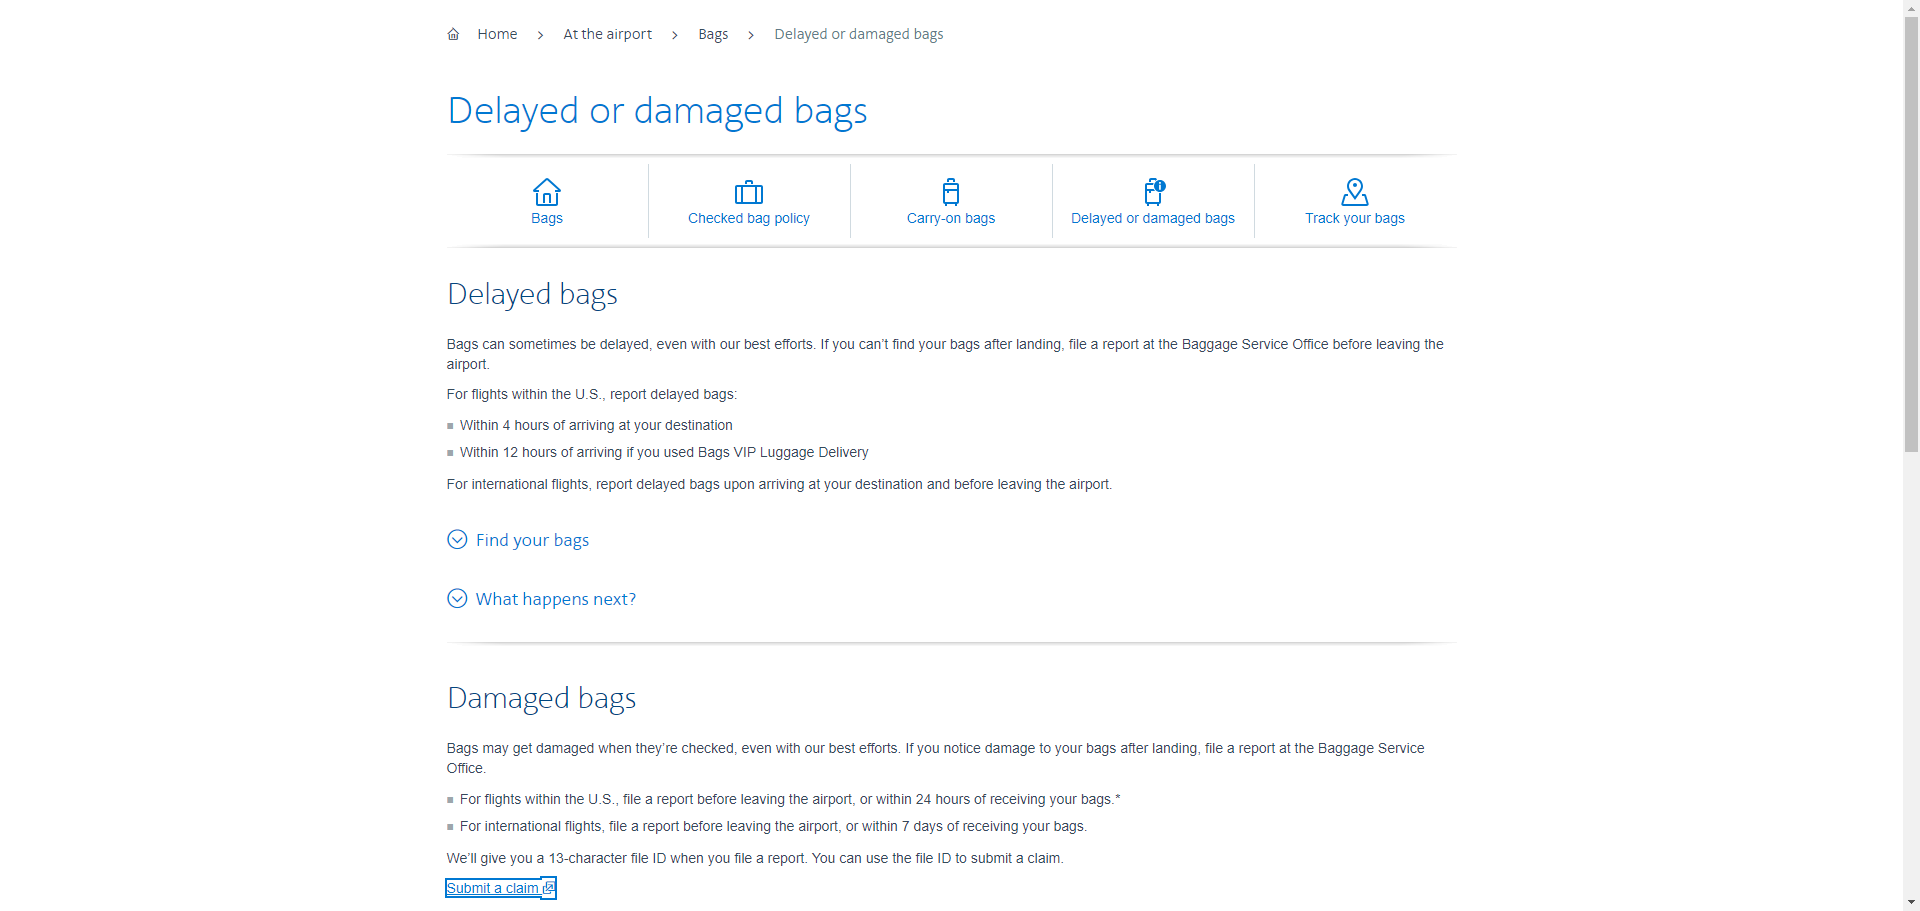 Home > At the airport > Bags > Delayed or damaged bags
Delayed or damaged bags
Bags
Checked bag policy
Carry-on bags
Delayed or damaged bags
Track your bags
Delayed bags
Bags can sometimes be delayed, even with our best efforts. If you can’t find your bags after landing, file a report at the Baggage Service Office before leaving the
airport.
For flights within the U.S., report delayed bags:
Within 4 hours of arriving at your destination
Within 12 hours of arriving if you used Bags VIP Luggage Delivery
For international flights, report delayed bags upon arriving at your destination and before leaving the airport.
Find your bags
What happens next?
Damaged bags
Bags may get damaged when they’re checked, even with our best efforts. If you notice damage to your bags after landing, file a report at the Baggage Service
Office.
For flights within the U.S., file a report before leaving the airport, or within 24 hours of receiving your bags.*
For international flights, file a report before leaving the airport, or within 7 days of receiving your bags.
We’ll give you a 13-character file ID when you file a report. You can use the file ID to submit a claim.
Submit a claim